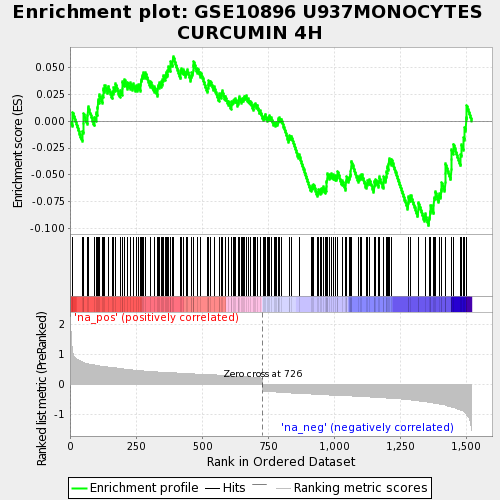 Enrichment plot: GSE10896 U937MONOCYTES
CURCUMIN 4H
Enrichment score (ES)
0.050
0.025
0.000
-0.025
-0.050
-0.075
-0.100
'na_pos' (positively correlated)
Ranked list metric (PreRanked)
2
1
0
-1
Zero cross at 726
'na_neg' (negatively correlated)
0
250
500
750
1,000
1,250
1,500
Rank in Ordered Dataset
Enrichment profile
Hits
Ranking metric scores